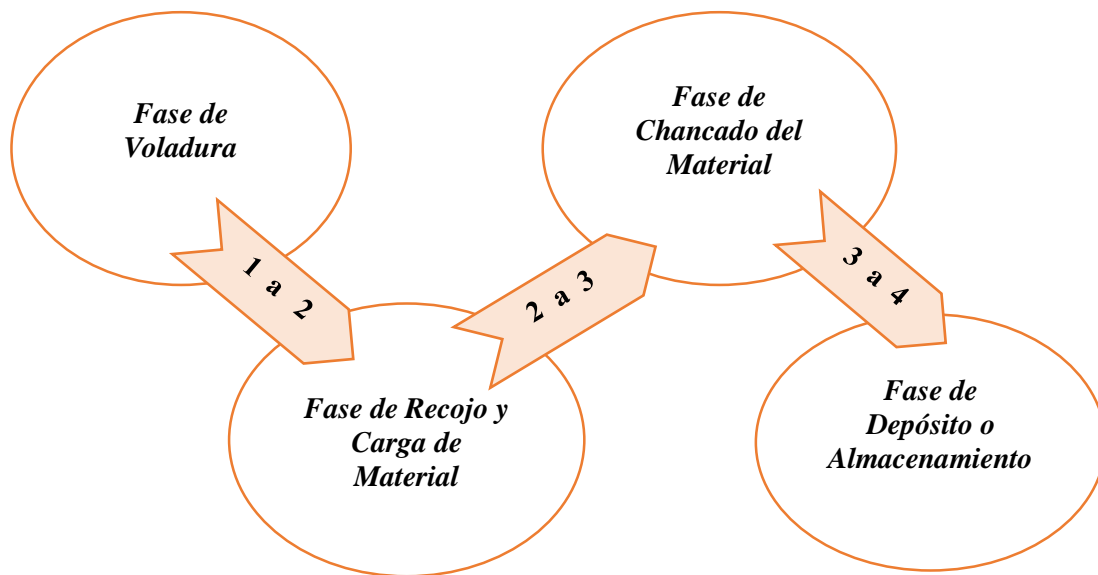 Fase de
Voladura
1 a 2
Fase de Recojo y
Carga de
Material
2 a 3
Fase de
Chancado del
Material
3 a 4
Fase de
Depósito o
Almacenamiento